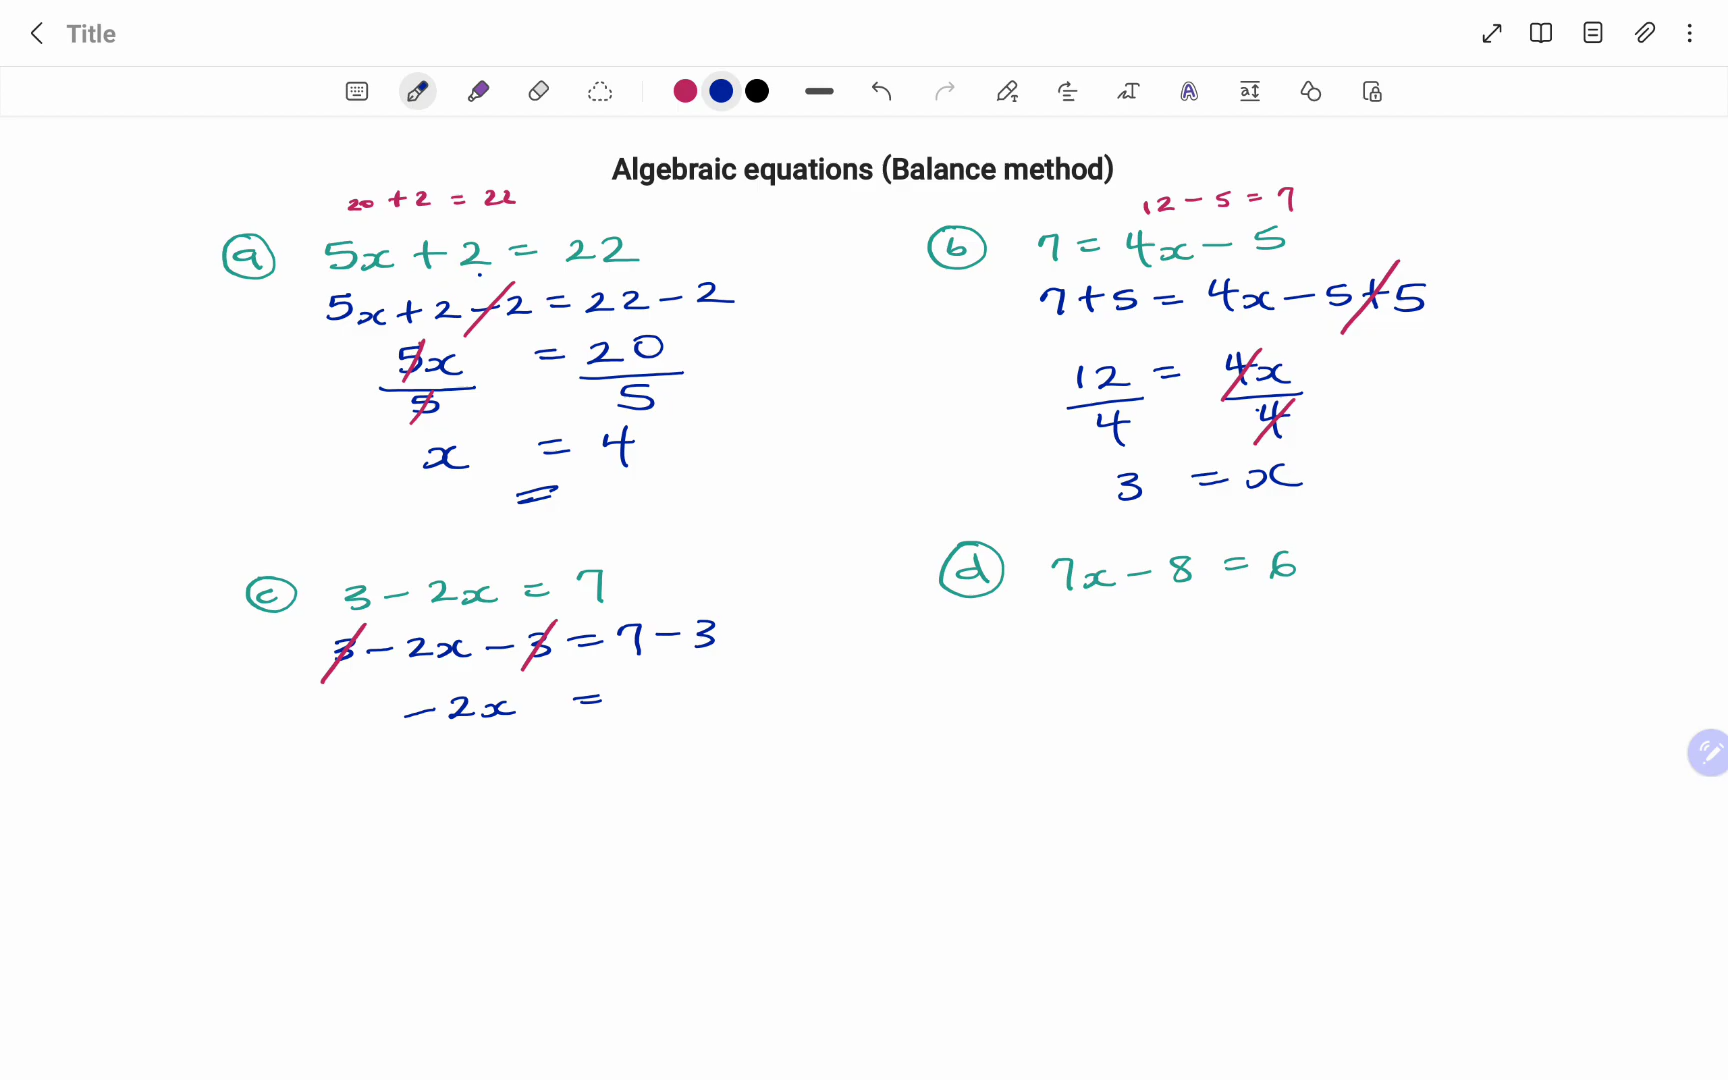 Title
Algebraic equations (Balance method)
20 + 2 = 22
a 5x + 2 = 22
5x + 2 - 2 = 22 - 2
5x = 20
5 5
x = 4
12 - 5 = 7
b 7 = 4x - 5
7 + 5 = 4x - 5 + 5
12 = 4x
4 4
3 = x
c 3 - 2x = 7
3 - 2x - 3 = 7 - 3
- 2x =
d 7x - 8 = 6